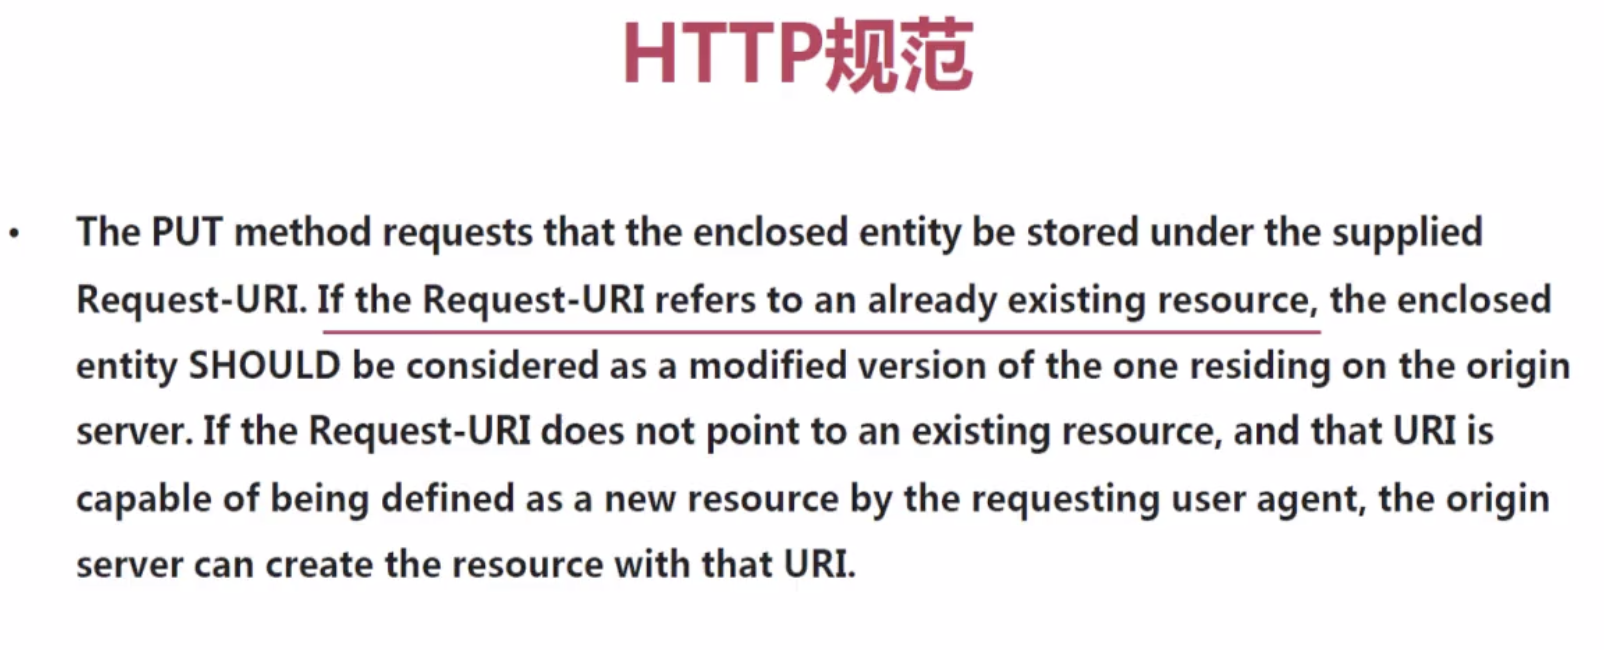 HTTP规范
• The PUT method requests that the enclosed entity be stored under the supplied
Request-URI. If the Request-URI refers to an already existing resource, the enclosed
entity SHOULD be considered as a modified version of the one residing on the origin
server. If the Request-URI does not point to an existing resource, and that URI is
capable of being defined as a new resource by the requesting user agent, the origin
server can create the resource with that URI.